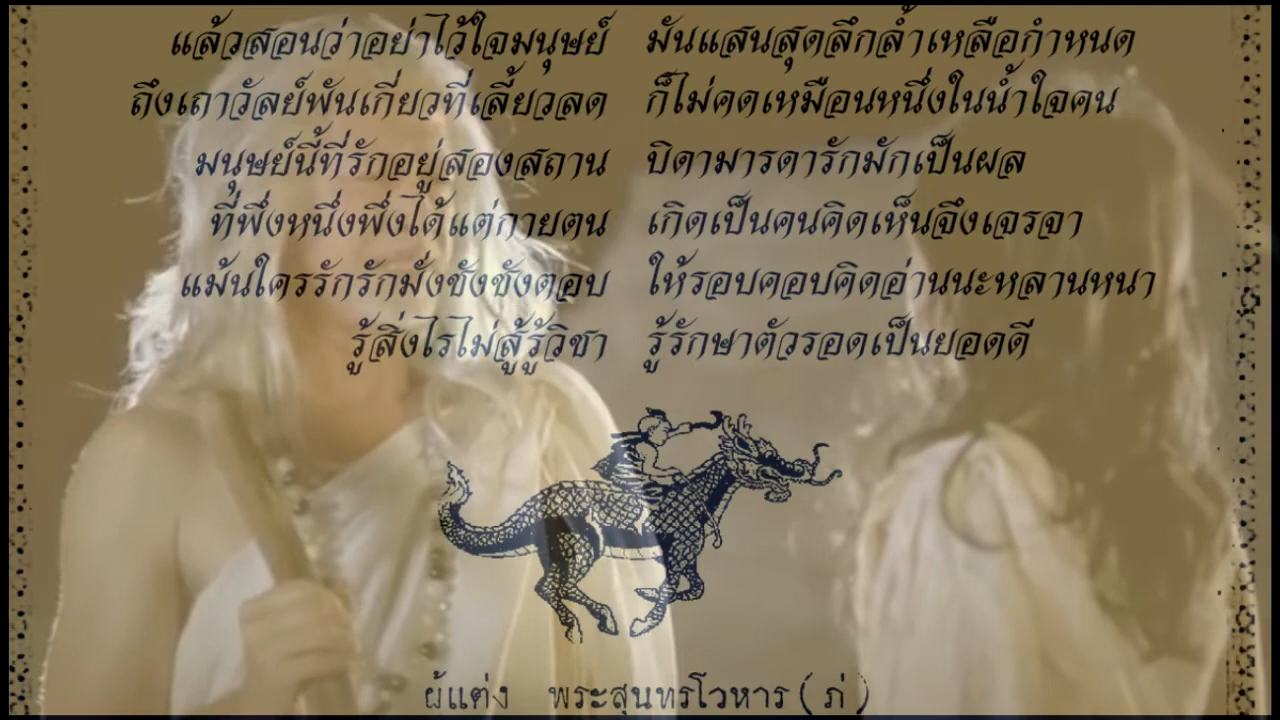 แล้วสอนว่าอย่าไว้ใจมนุษย์ มันแสนสุดลึกล้ำเหลือกำหนด
ถึงเถาวัลย์พันเกี่ยวที่เลี้ยวลด ก็ไม่คดเหมือนหนึ่งในน้ำใจคน
มนุษย์นี้ที่รักอยู่สองสถาน บิดามารดารักมักเป็นผล
ที่พึ่งหนึ่งพึ่งได้แต่กายตน เกิดเป็นคนคิดเห็นจึงเจรจา
แม้นใครรักรักมั่งชังชังตอบ ให้รอบคอบคิดอ่านนะหลานหนา
รู้สิ่งไรไม่สู้รู้วิชา รู้รักษาตัวรอดเป็นยอดดี
ผู้แต่ง พระสุนทรโวหาร ( ภู่ )